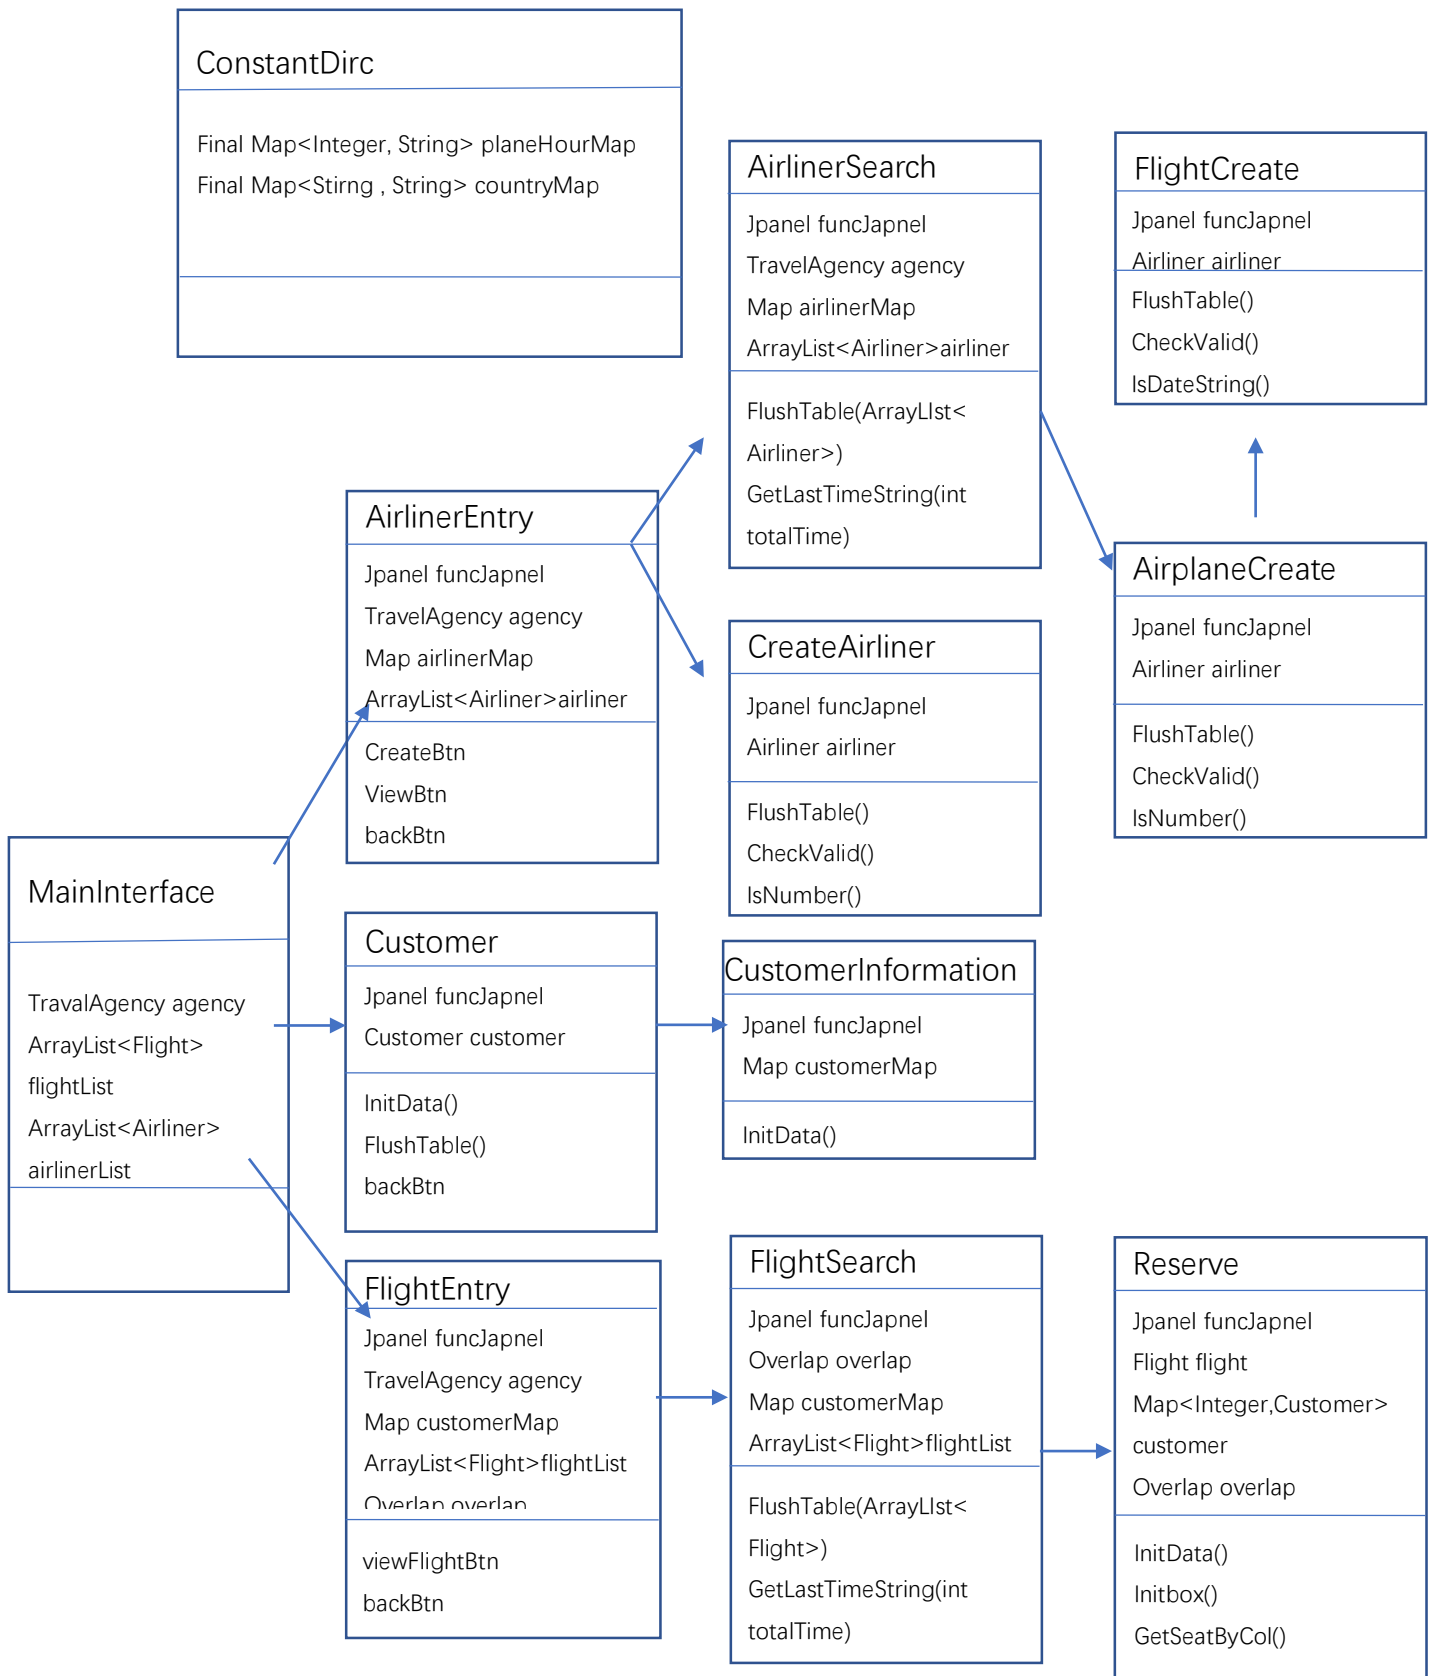 ConstantDirc
Final Map<Integer, String> planeHourMap
Final Map<Stirng , String> countryMap
AirlinerSearch
Jpanel funcJapnel
TravelAgency agency
Map airlinerMap
ArrayList<Airliner>airliner
FlushTable(ArrayLIst<
Airliner>)
GetLastTimeString(int
totalTime)
FlightCreate
Jpanel funcJapnel
Airliner airliner
FlushTable()
CheckValid()
IsDateString()
AirlinerEntry
Jpanel funcJapnel
TravelAgency agency
Map airlinerMap
ArrayList<Airliner>airliner
CreateBtn
ViewBtn
backBtn
CreateAirliner
Jpanel funcJapnel
Airliner airliner
FlushTable()
CheckValid()
IsNumber()
AirplaneCreate
Jpanel funcJapnel
Airliner airliner
FlushTable()
CheckValid()
IsNumber()
MainInterface
TravalAgency agency
ArrayList<Flight>
flightList
ArrayList<Airliner>
airlinerList
Customer
Jpanel funcJapnel
Customer customer
InitData()
FlushTable()
backBtn
CustomerInformation
Jpanel funcJapnel
Map customerMap
InitData()
FlightEntry
Jpanel funcJapnel
TravelAgency agency
Map customerMap
ArrayList<Flight>flightList
Overlap overlap
viewFlightBtn
backBtn
FlightSearch
Jpanel funcJapnel
Overlap overlap
Map customerMap
ArrayList<Flight>flightList
FlushTable(ArrayLIst<
Flight>)
GetLastTimeString(int
totalTime)
Reserve
Jpanel funcJapnel
Flight flight
Map<Integer,Customer>
customer
Overlap overlap
InitData()
Initbox()
GetSeatByCol()